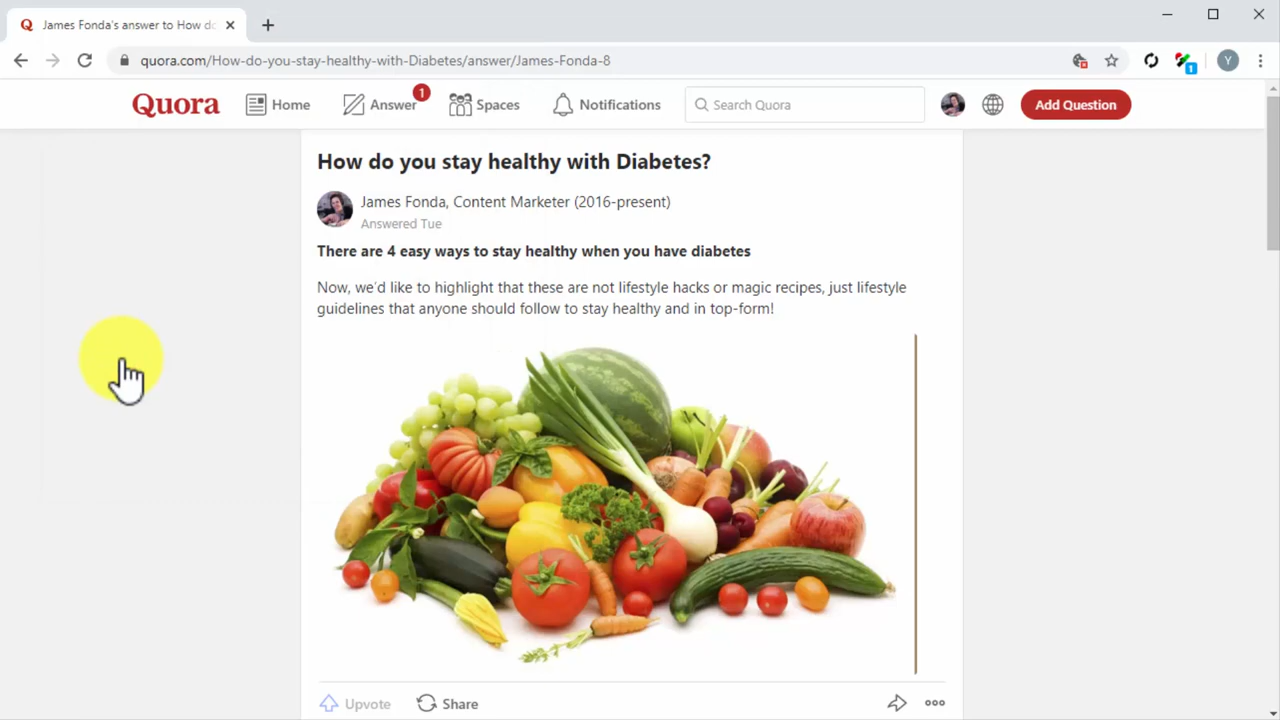 James Fonda's answer to How do
quora.com/How-do-you-stay-healthy-with-Diabetes/answer/James-Fonda-8
1
Y
Quora
Home
Answer
1
Spaces
Notifications
Search Quora
Add Question
How do you stay healthy with Diabetes?
James Fonda, Content Marketer (2016-present)
Answered Tue
There are 4 easy ways to stay healthy when you have diabetes
Now, we'd like to highlight that these are not lifestyle hacks or magic recipes, just lifestyle
guidelines that anyone should follow to stay healthy and in top-form!
Upvote
Share